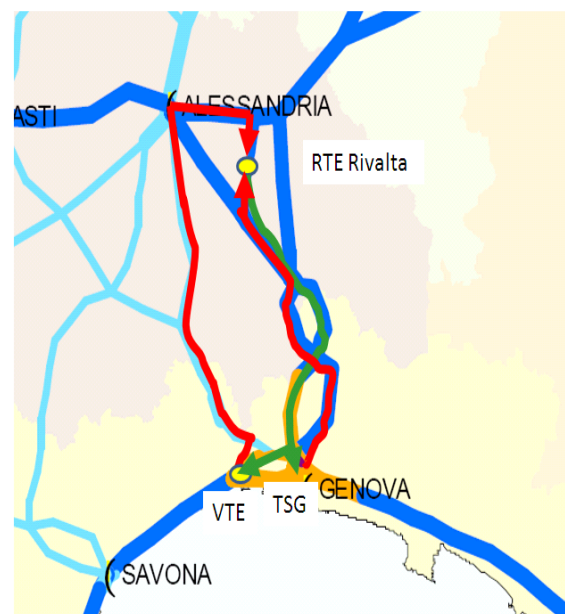 ALESSANDRIA
ASTI
RTE Rivalta
VTE
TSG
GENOVA
SAVONA